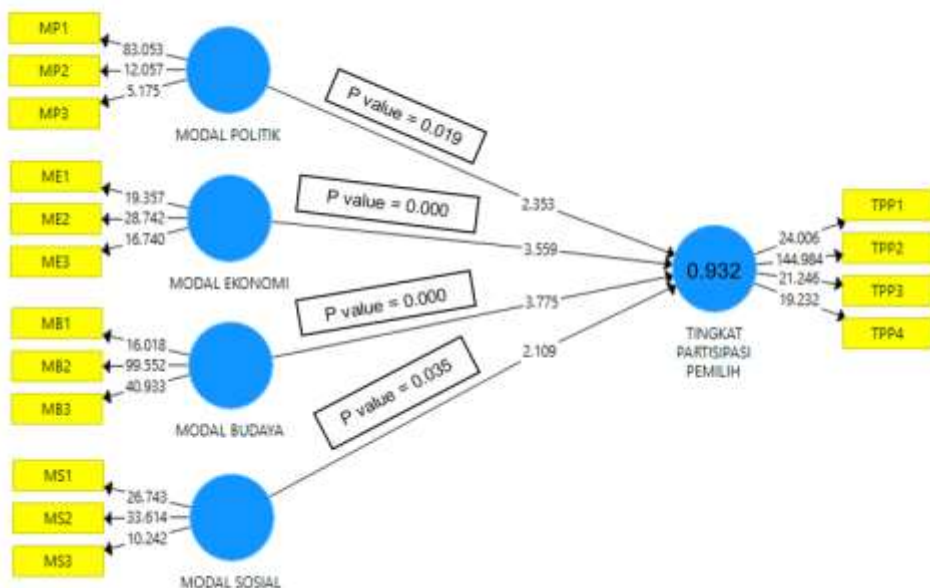 MP1
83.053
MP2
12.057
MP3
5.175
MODAL POLITIK
P value = 0.019
2.353
ME1
19.357
ME2
28.742
ME3
16.740
MODAL EKONOMI
P value = 0.000
3.559
MB1
16.018
MB2
99.552
MB3
40.933
MODAL BUDAYA
P value = 0.000
3.775
MS1
26.743
MS2
33.614
MS3
10.242
MODAL SOSIAL
P value = 0.035
2.109
0.932
TINGKAT
PARTISIPASI
PEMILIH
TPP1
24.006
TPP2
144.984
TPP3
21.246
TPP4
19.232